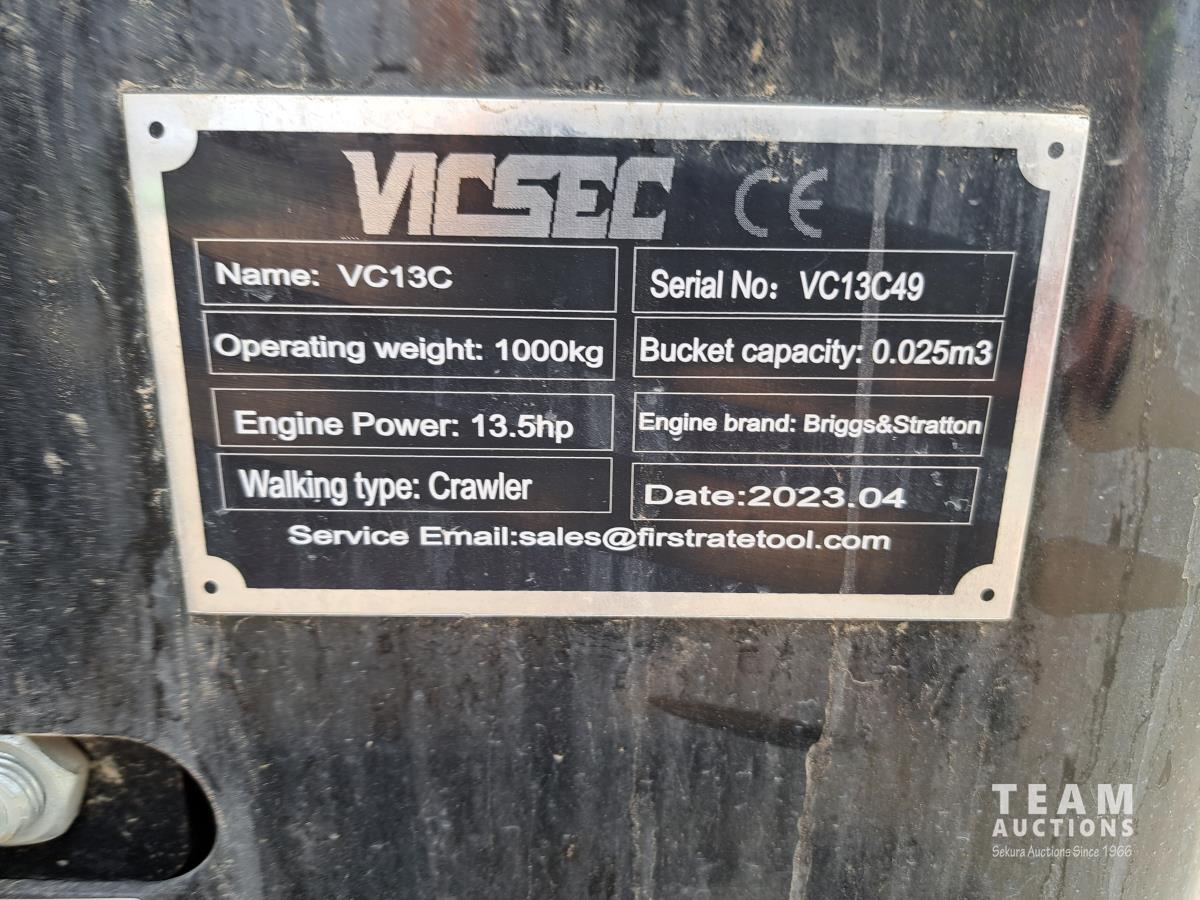 VICSEC CE
Name: VC13C
Serial No: VC13C49
Operating weight: 1000kg
Bucket capacity: 0.025m3
Engine Power: 13.5hp
Engine brand: Briggs&Stratton
Walking type: Crawler
Date:2023.04
Service Email:sales@firstratetool.com
TEAM
AUCTIONS
Sekura Auctions Since 1966